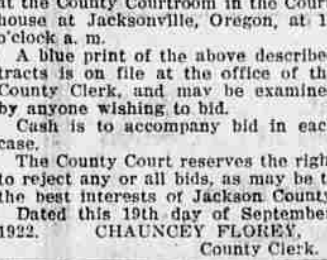 at the County Courtroom in the Cour
house at Jacksonville, Oregon, at 1
o'clock a. m.
A blue print of the above describe
tracts is on file at the office of th
County Clerk, and may be examine
by anyone wishing to bid.
Cash is to accompany bid in eac
case.
The County Court reserves the righ
to reject any or all bids, as may be t
the best interests of Jackson County
Dated this 19th day of September
1922. CHAUNCEY FLOREY,
County Clerk.